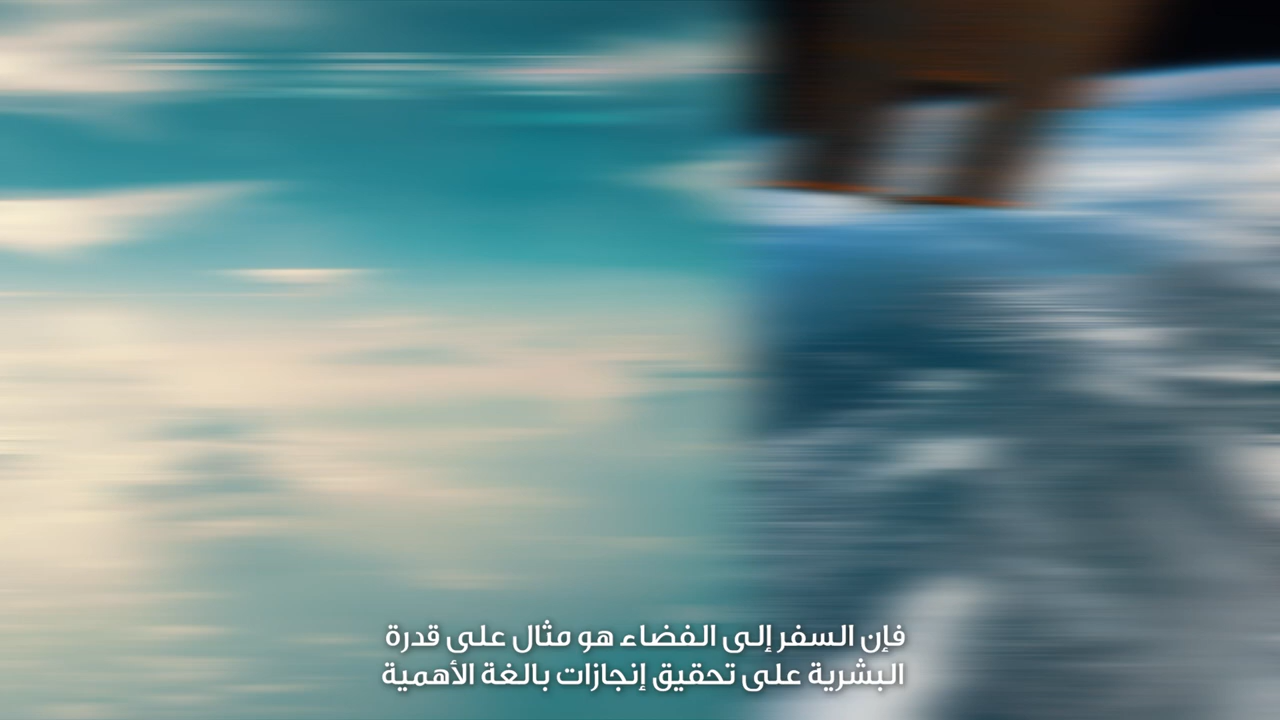 فإن السفر إلى الفضاء هو مثال على قدرة
البشرية على تحقيق إنجازات بالغة الأهمية